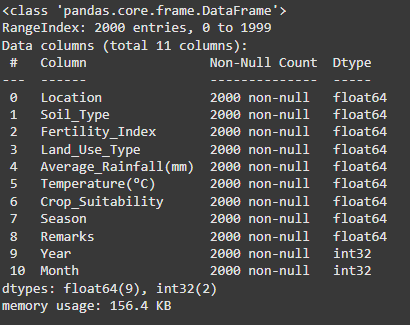 <class 'pandas.core.frame.DataFrame'>
RangeIndex: 2000 entries, 0 to 1999
Data columns (total 11 columns):
 #   Column               Non-Null Count  Dtype
---  ------               --------------  -----
 0   Location             2000 non-null   float64
 1   Soil_Type            2000 non-null   float64
 2   Fertility_Index      2000 non-null   float64
 3   Land_Use_Type        2000 non-null   float64
 4   Average_Rainfall(mm) 2000 non-null   float64
 5   Temperature(°C)      2000 non-null   float64
 6   Crop_Suitability     2000 non-null   float64
 7   Season               2000 non-null   float64
 8   Remarks              2000 non-null   float64
 9   Year                 2000 non-null   int32
 10  Month                2000 non-null   int32
dtypes: float64(9), int32(2)
memory usage: 156.4 KB